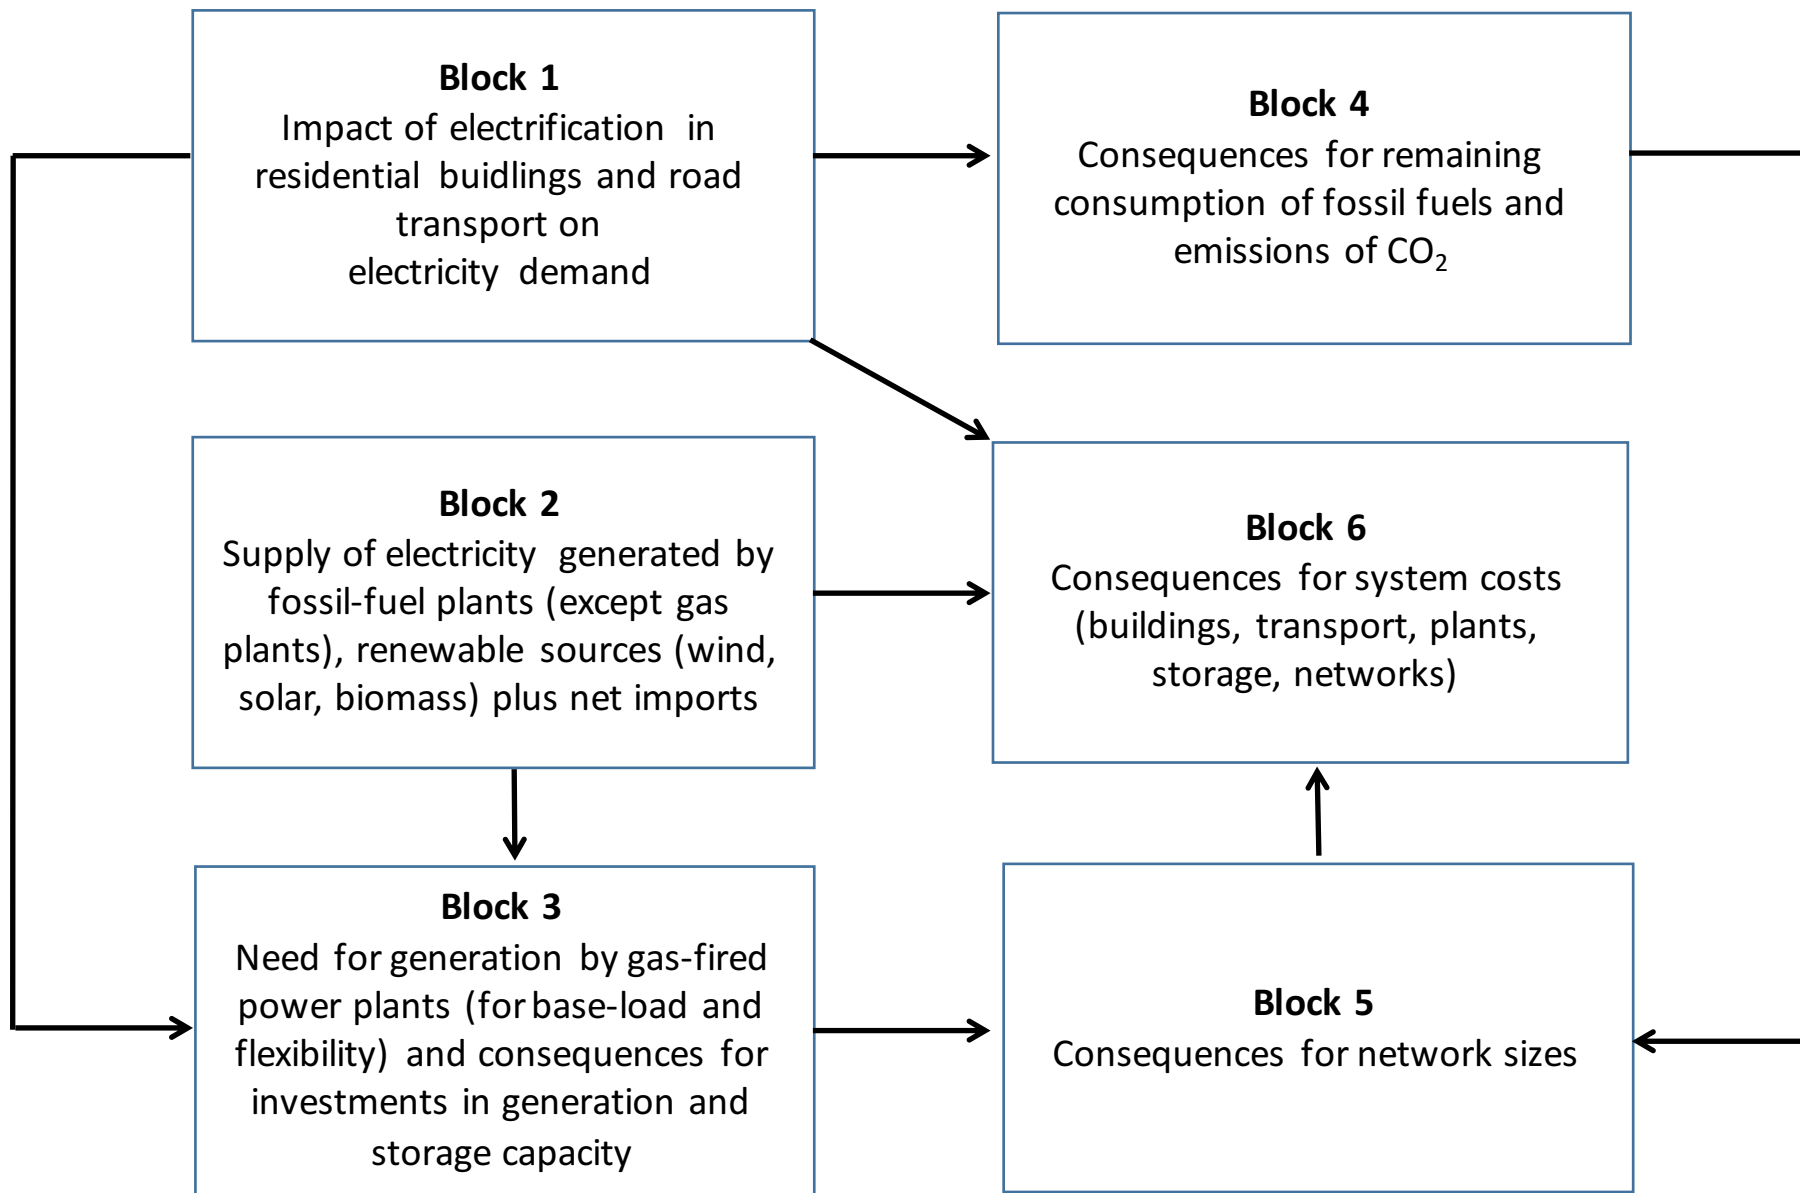 Block 1
Impact of electrification in
residential buidlings and road
transport on
electricity demand
Block 4
Consequences for remaining
consumption of fossil fuels and
emissions of CO₂
Block 2
Supply of electricity generated by
fossil-fuel plants (except gas
plants), renewable sources (wind,
solar, biomass) plus net imports
Block 6
Consequences for system costs
(buildings, transport, plants,
storage, networks)
Block 3
Need for generation by gas-fired
power plants (for base-load and
flexibility) and consequences for
investments in generation and
storage capacity
Block 5
Consequences for network sizes